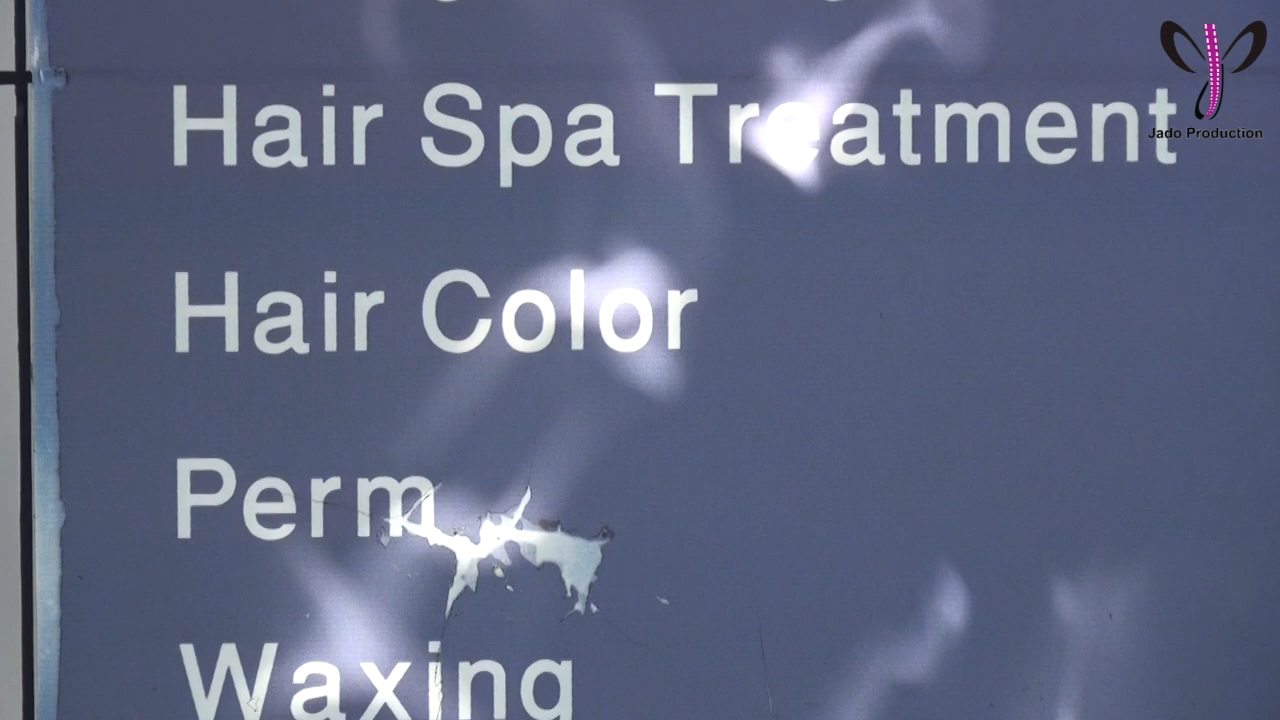 Hair Spa Treatment
Jado Production
Hair Color
Perm
Waxing